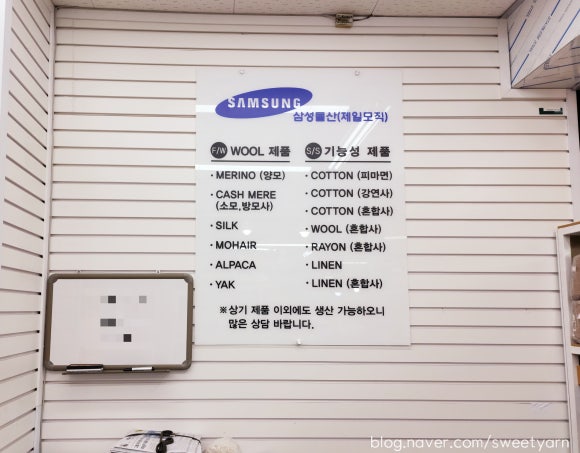 SAMSUNG
삼성물산(제일모직)
F/W WOOL 제품
· MERINO (양모)
· CASH MERE
(소모,방모사)
· SILK
· MOHAIR
· ALPACA
· YAK
S/S 기능성 제품
· COTTON (피마면)
· COTTON (강연사)
· COTTON (혼합사)
· WOOL (혼합사)
· RAYON (혼합사)
· LINEN
· LINEN (혼합사)
※상기 제품 이외에도 생산 가능하오니
많은 상담 바랍니다.
blog.naver.com/sweetyarn